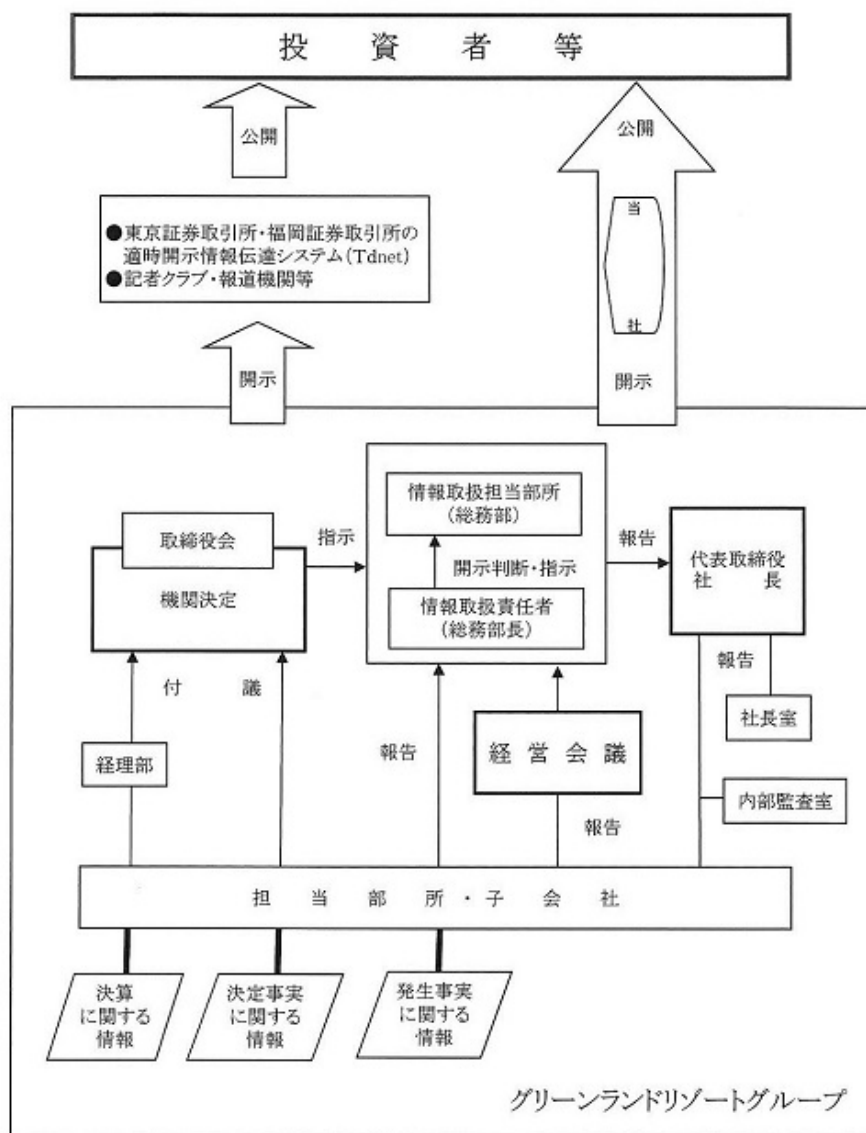 投資者等
公開
公開
●東京証券取引所・福岡証券取引所の
適時開示情報伝達システム(Tdnet)
●記者クラブ・報道機関等
当
社
開示
開示
取締役会
機関決定
指示
情報取扱担当部所
(総務部)
開示判断・指示
情報取扱責任者
(総務部長)
報告
代表取締役
社長
報告
社長室
付議
経理部
報告
経営会議
報告
内部監査室
担当部所・子会社
決算
に関する
情報
決定事実
に関する
情報
発生事実
に関する
情報
グリーンランドリゾートグループ